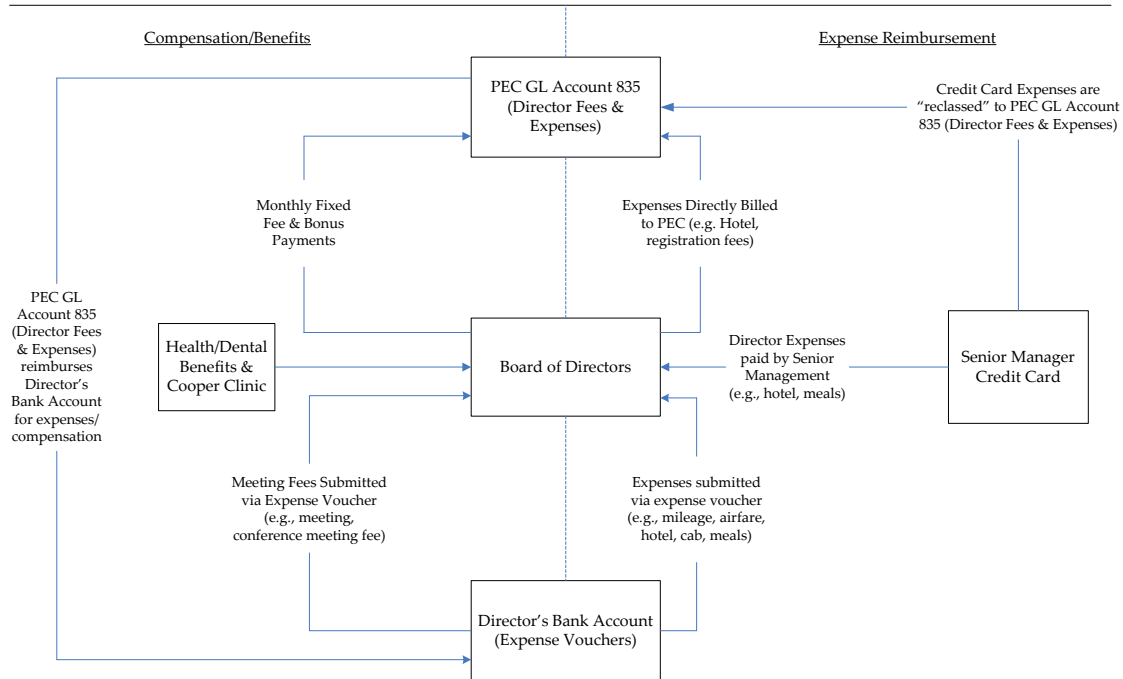 Compensation/Benefits
Expense Reimbursement
PEC GL Account 835
(Director Fees &
Expenses)
Credit Card Expenses are
“reclassed” to PEC GL Account
835 (Director Fees & Expenses)
Monthly Fixed
Fee & Bonus
Payments
Expenses Directly Billed
to PEC (e.g. Hotel,
registration fees)
PEC GL
Account 835
(Director Fees
& Expenses)
reimburses
Director’s
Bank Account
for expenses/
compensation
Health/Dental
Benefits &
Cooper Clinic
Board of Directors
Director Expenses
paid by Senior
Management
(e.g., hotel, meals)
Senior Manager
Credit Card
Meeting Fees Submitted
via Expense Voucher
(e.g., meeting,
conference meeting fee)
Expenses submitted
via expense voucher
(e.g., mileage, airfare,
hotel, cab, meals)
Director’s Bank Account
(Expense Vouchers)